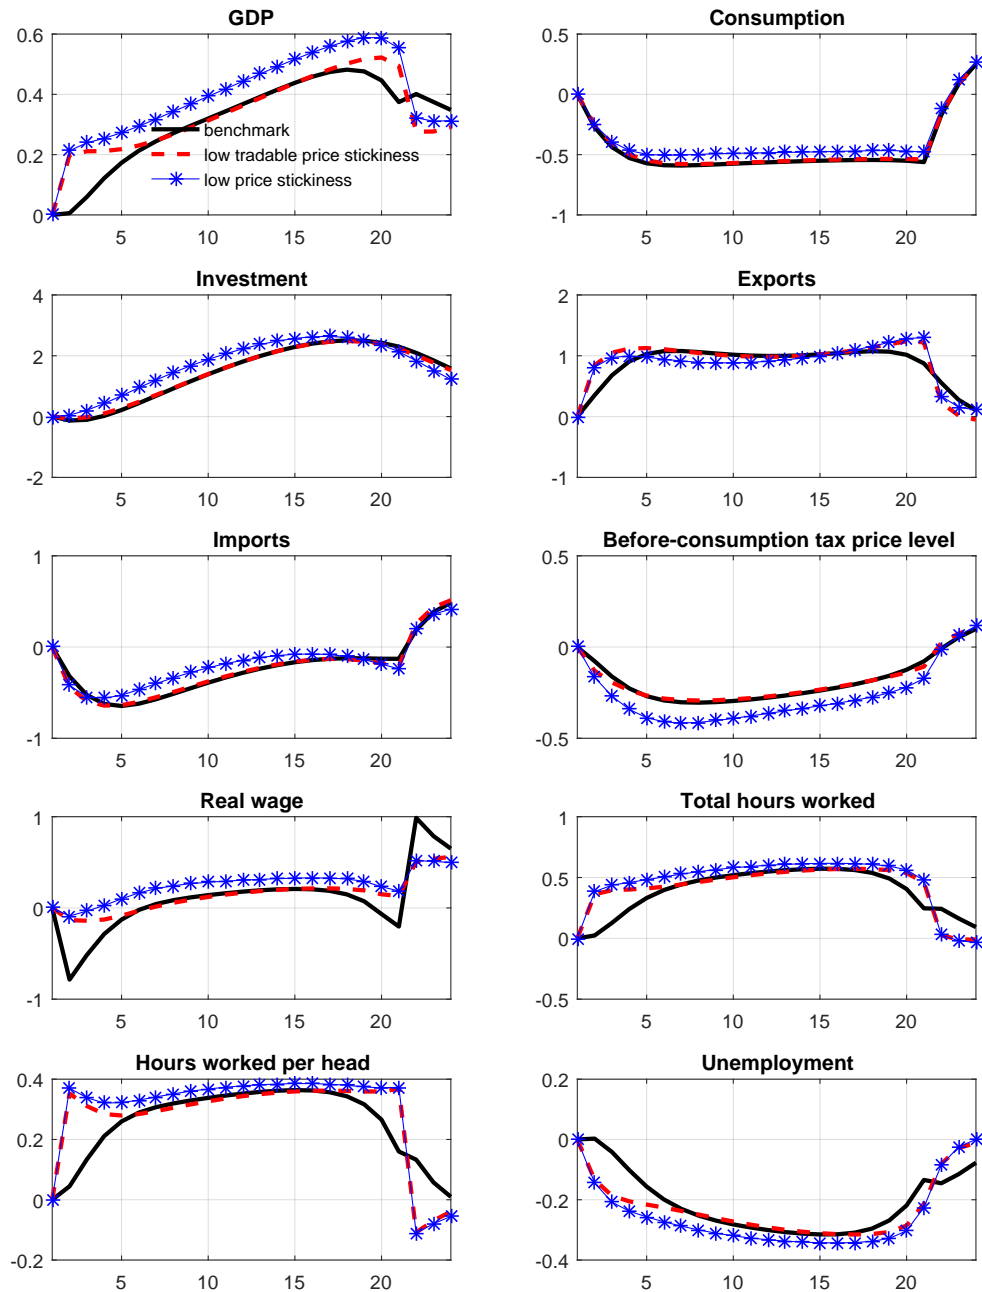 GDP
0.6
0.4
0.2
0
benchmark
low tradable price stickiness
low price stickiness
5 10 15 20
Consumption
0.5
0
-0.5
-1
5 10 15 20
Investment
4
2
0
-2
5 10 15 20
Exports
2
1
0
-1
5 10 15 20
Imports
1
0
-1
5 10 15 20
Before-consumption tax price level
0.5
0
-0.5
5 10 15 20
Real wage
1
0
-1
5 10 15 20
Total hours worked
1
0.5
0
-0.5
5 10 15 20
Hours worked per head
0.4
0.2
0
-0.2
5 10 15 20
Unemployment
0.2
0
-0.2
-0.4
5 10 15 20